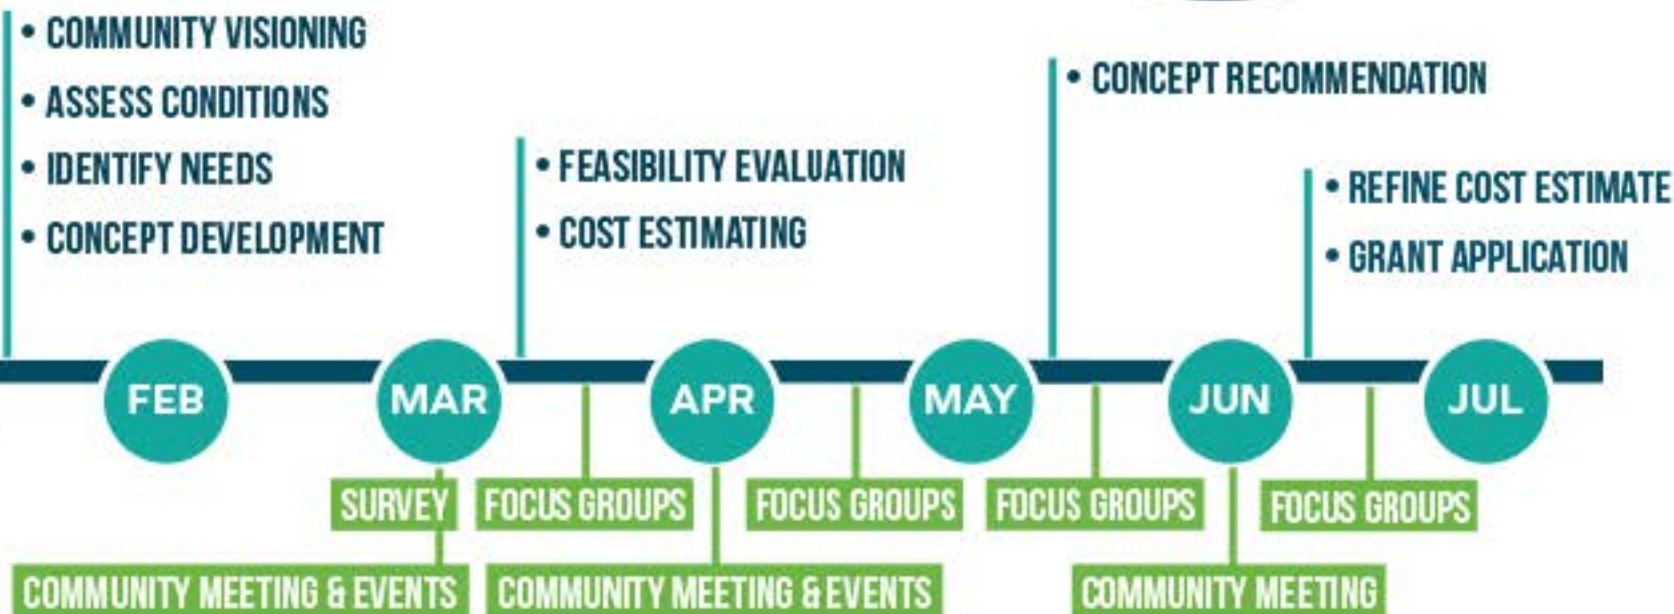 • COMMUNITY VISIONING
• ASSESS CONDITIONS
• IDENTIFY NEEDS
• CONCEPT DEVELOPMENT
• FEASIBILITY EVALUATION
• COST ESTIMATING
• CONCEPT RECOMMENDATION
• REFINE COST ESTIMATE
• GRANT APPLICATION
FEB
MAR
APR
MAY
JUN
JUL
SURVEY
FOCUS GROUPS
FOCUS GROUPS
FOCUS GROUPS
FOCUS GROUPS
COMMUNITY MEETING & EVENTS
COMMUNITY MEETING & EVENTS
COMMUNITY MEETING